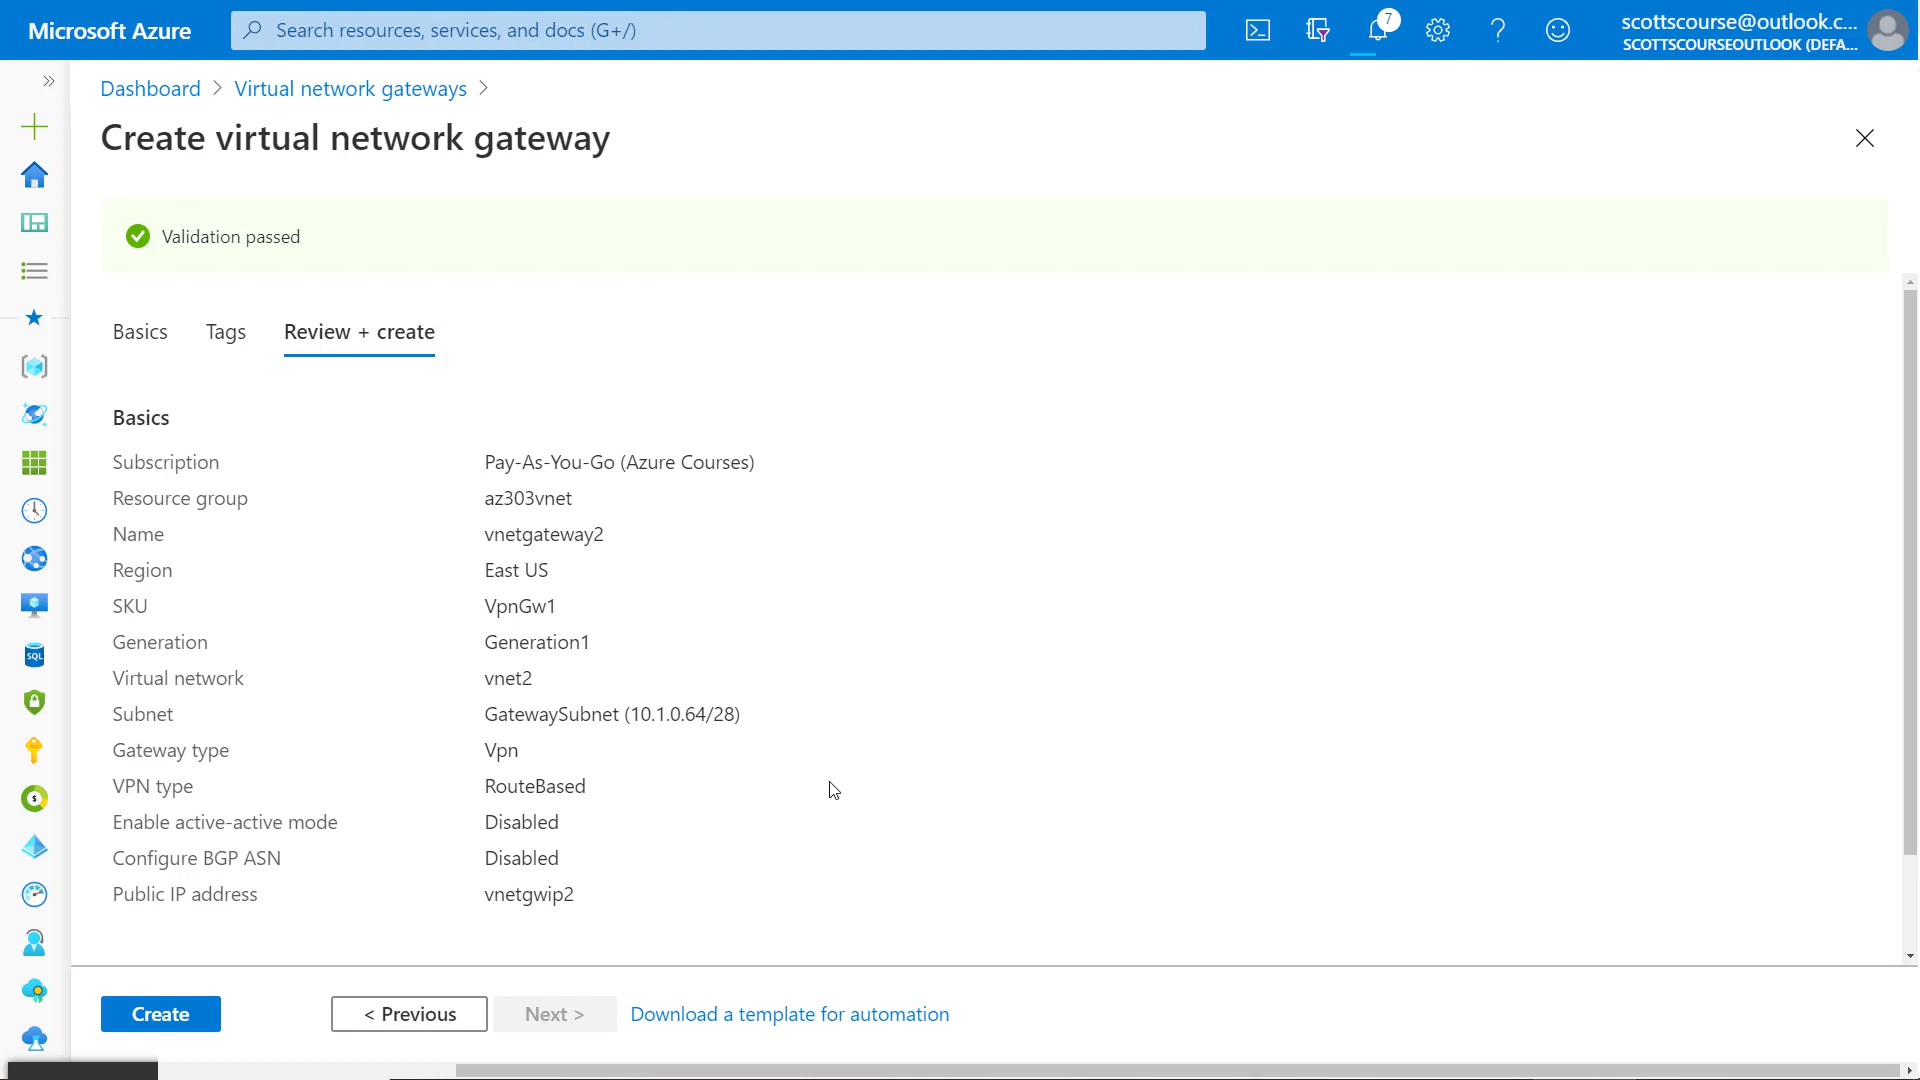 Microsoft Azure
Search resources, services, and docs (G+/)
7
scottscourse@outlook.c...
SCOTTSCOURSEOUTLOOK (DEFA...
Dashboard > Virtual network gateways >
Create virtual network gateway
Validation passed
Basics Tags Review + create
Basics
Subscription Pay-As-You-Go (Azure Courses)
Resource group az303vnet
Name vnetgateway2
Region East US
SKU VpnGw1
Generation Generation1
Virtual network vnet2
Subnet GatewaySubnet (10.1.0.64/28)
Gateway type Vpn
VPN type RouteBased
Enable active-active mode Disabled
Configure BGP ASN Disabled
Public IP address vnetgwip2
SQL
Create < Previous Next > Download a template for automation